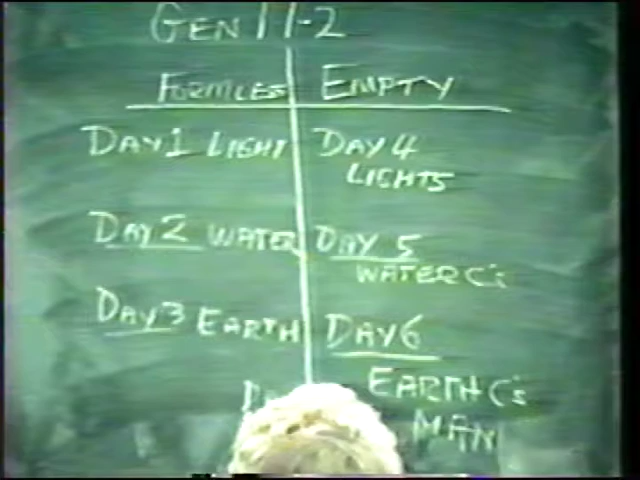 GEN 1 1-2
FORMLESS EMPTY
DAY 1 LIGHT DAY 4
LIGHTS
DAY 2 WATER DAY 5
WATER C's
DAY 3 EARTH DAY 6
EARTH C's
MAN